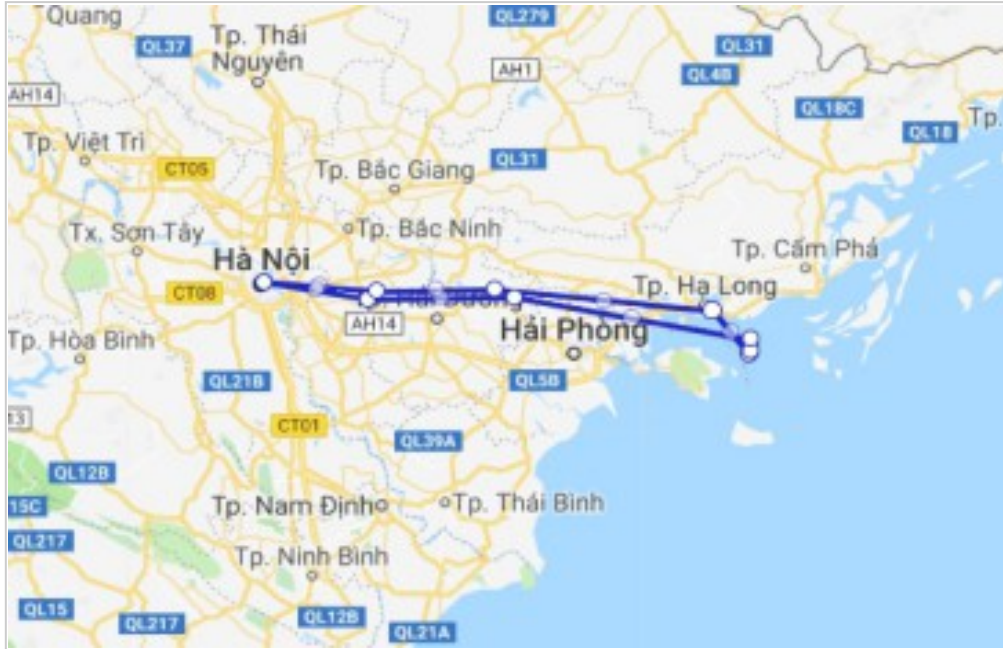 Quang
QL279
Tp. Thái
Nguyên
QL37
QL31
AH1
QL4B
AH14
QL18C
QL18
Tp.
Tp. Việt Trì
CT05
QL31
Tp. Bắc Giang
Tx. Sơn Tây
Tp. Bắc Ninh
Tp. Cẩm Phả
Hà Nội
CT08
Tp. Hạ Long
AH14
Hải Phòng
Tp. Hòa Bình
QL21B
QL5B
13
CT01
QL39A
QL12B
15C
Tp. Nam Định
Tp. Thái Bình
QL217
Tp. Ninh Bình
QL15
QL217
QL12B
QL21A